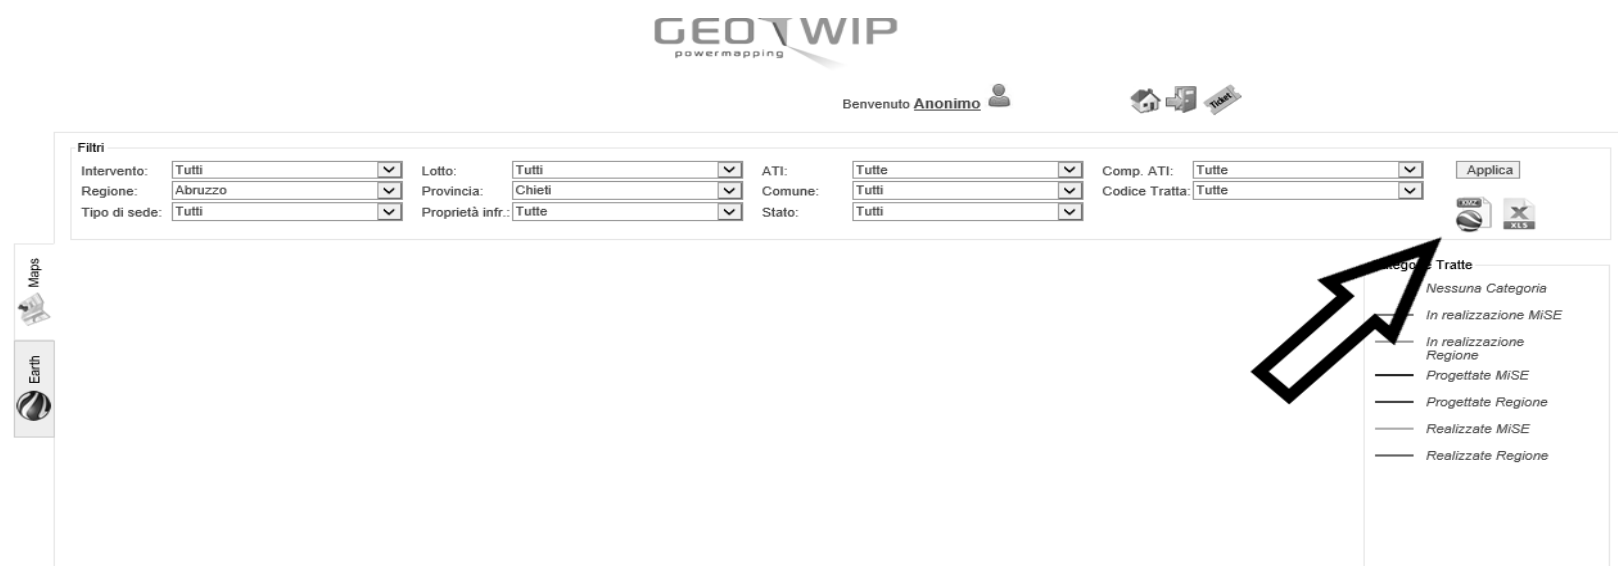 GEOTWIP
powermapping
Benvenuto Anonimo
Ticket
Filtri
Intervento: Tutti Lotto: Tutti ATI: Tutte Comp. ATI: Tutte Applica
Regione: Abruzzo Provincia: Chieti Comune: Tutti Codice Tratta: Tutte
Tipo di sede: Tutti Proprietà infr.: Tutte Stato: Tutti
KMZ XLS
Maps
Earth
Tratte
Nessuna Categoria
In realizzazione MiSE
In realizzazione
Regione
Progettate MiSE
Progettate Regione
Realizzate MiSE
Realizzate Regione